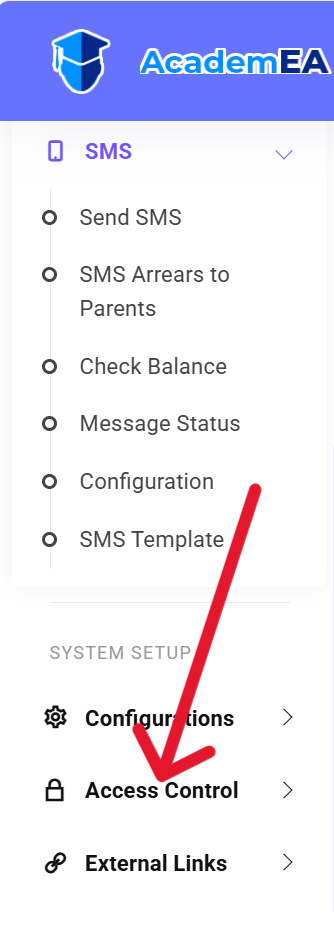 AcademEA
SMS
Send SMS
SMS Arrears to
Parents
Check Balance
Message Status
Configuration
SMS Template
SYSTEM SETUP
Configurations
Access Control
External Links